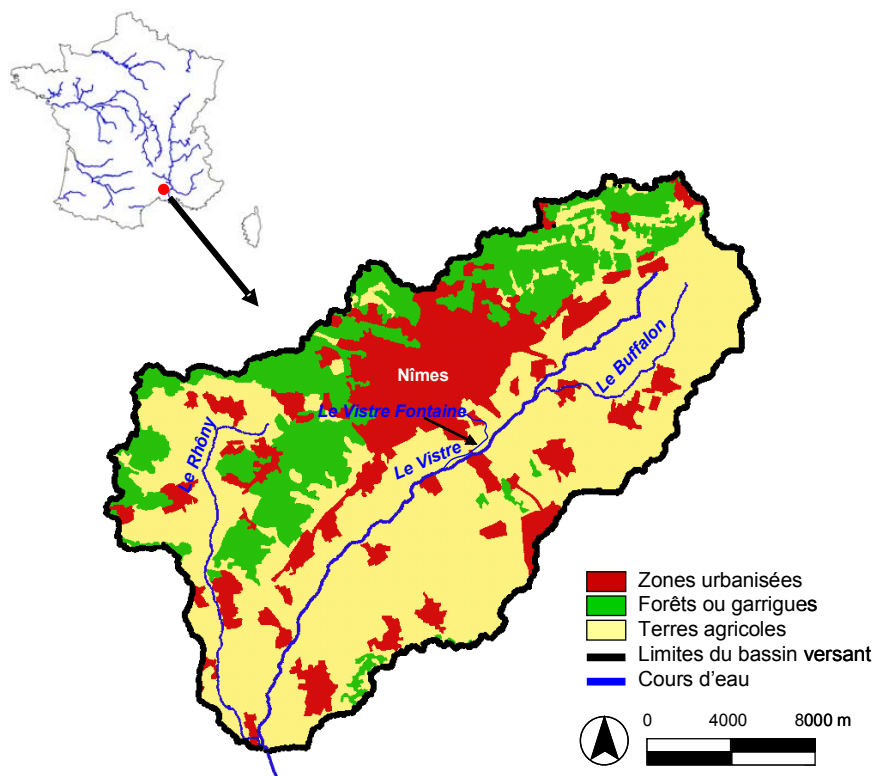 Nîmes
Le Buffalon
Le Vistre Fontaine
Le Vistre
Le Rhôny
Zones urbanisées
Forêts ou garrigues
Terres agricoles
Limites du bassin versant
Cours d'eau
0 4000 8000 m